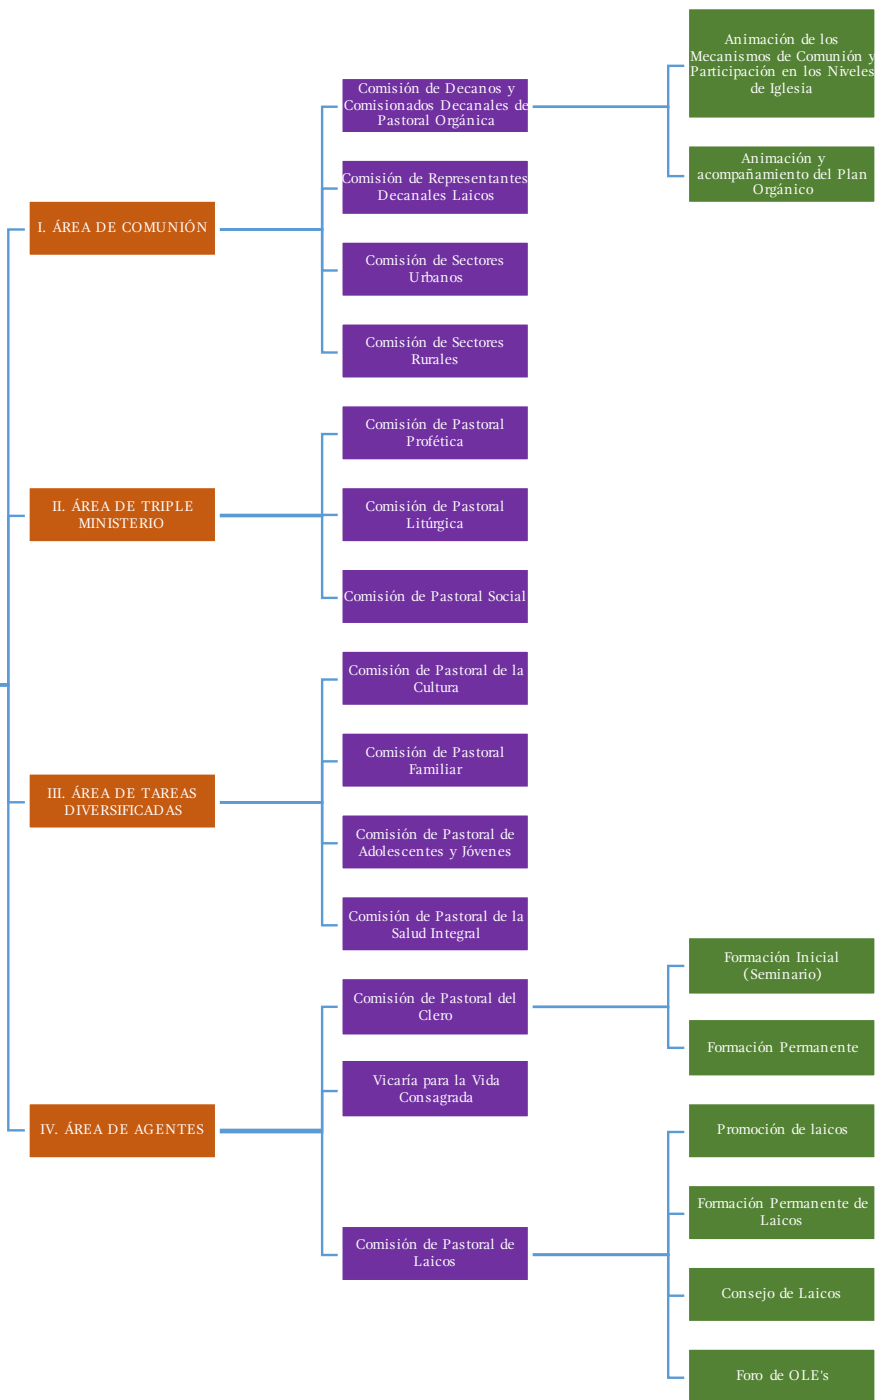 I. ÁREA DE COMUNIÓN
Comisión de Decanos y
Comisionados Decanales de
Pastoral Orgánica
Animación de los
Mecanismos de Comunión y
Participación en los Niveles
de Iglesia
Animación y
acompañamiento del Plan
Orgánico
Comisión de Representantes
Decanales Laicos
Comisión de Sectores
Urbanos
Comisión de Sectores
Rurales
II. ÁREA DE TRIPLE
MINISTERIO
Comisión de Pastoral
Profética
Comisión de Pastoral
Litúrgica
Comisión de Pastoral Social
III. ÁREA DE TAREAS
DIVERSIFICADAS
Comisión de Pastoral de la
Cultura
Comisión de Pastoral
Familiar
Comisión de Pastoral de
Adolescentes y Jóvenes
Comisión de Pastoral de la
Salud Integral
IV. ÁREA DE AGENTES
Comisión de Pastoral del
Clero
Formación Inicial
(Seminario)
Formación Permanente
Vicaría para la Vida
Consagrada
Comisión de Pastoral de
Laicos
Promoción de laicos
Formación Permanente de
Laicos
Consejo de Laicos
Foro de OLE's